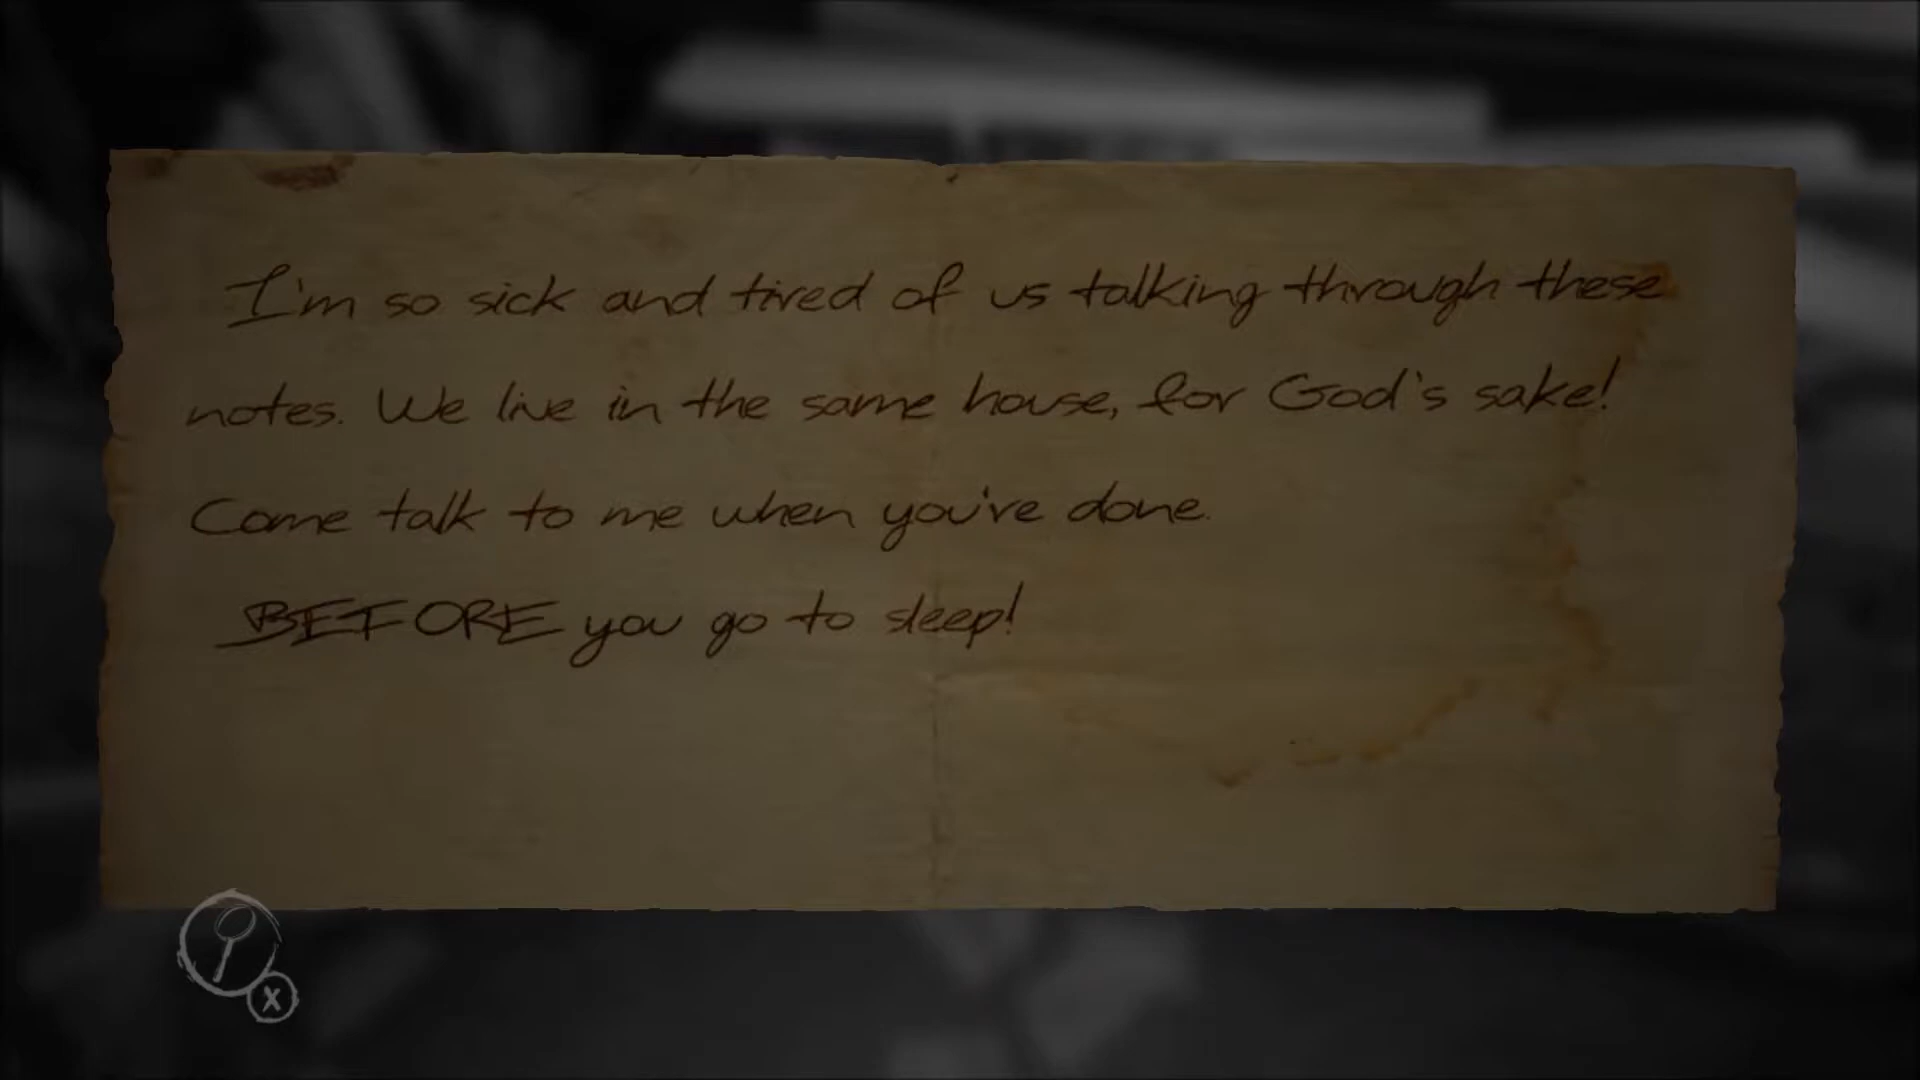 I'm so sick and tired of us talking through these
notes. We live in the same house, for God's sake!
Come talk to me when you've done.
BEFORE you go to sleep!
X